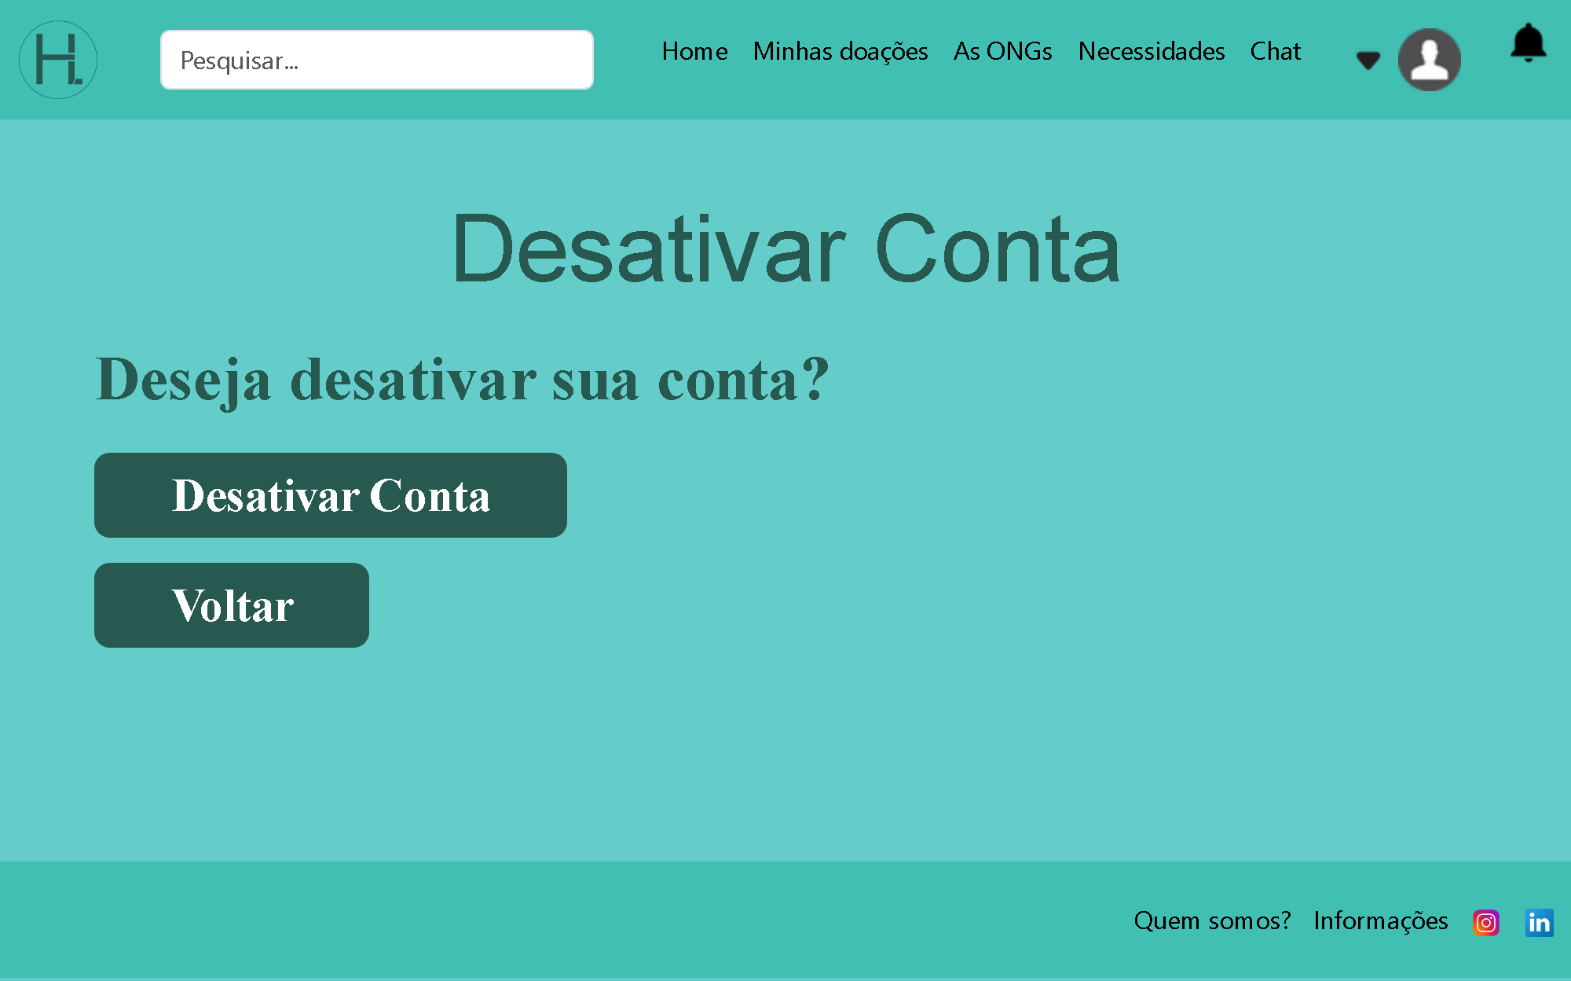 H.
Pesquisar...
Home Minhas doações As ONGs Necessidades Chat
Desativar Conta
Deseja desativar sua conta?
Desativar Conta
Voltar
Quem somos? Informações in